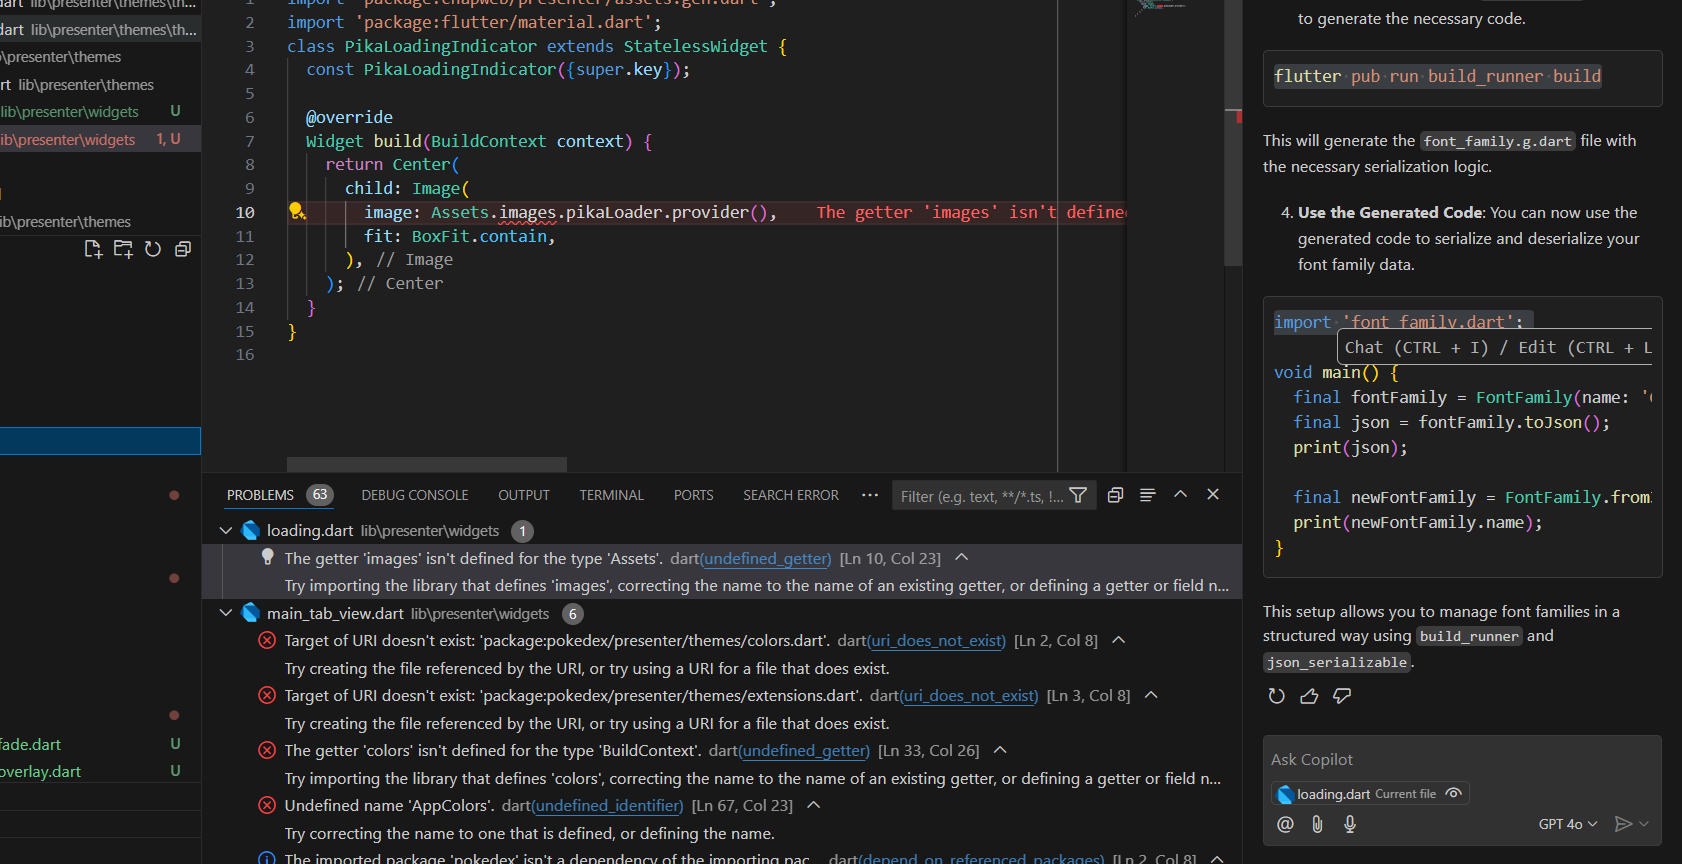 dart lib\presenter\themes\th...
dart lib\presenter\themes\th...
\presenter\themes
rt lib\presenter\themes
lib\presenter\widgets U
ib\presenter\widgets 1, U
lib\presenter\themes
fade.dart U
overlay.dart U
1 import 'package:chapweb/presenter/assets.gen.dart';
2 import 'package:flutter/material.dart';
3 class PikaLoadingIndicator extends StatelessWidget {
4 const PikaLoadingIndicator({super.key});
5
6 @override
7 Widget build(BuildContext context) {
8 return Center(
9 child: Image(
10 image: Assets.images.pikaLoader.provider(), The getter 'images' isn't define
11 fit: BoxFit.contain,
12 ), // Image
13 ); // Center
14 }
15 }
16
PROBLEMS 63 DEBUG CONSOLE OUTPUT TERMINAL PORTS SEARCH ERROR ··· Filter (e.g. text, **/*.ts, !...
loading.dart lib\presenter\widgets 1
The getter 'images' isn't defined for the type 'Assets'. dart(undefined_getter) [Ln 10, Col 23]
Try importing the library that defines 'images', correcting the name to the name of an existing getter, or defining a getter or field n...
main_tab_view.dart lib\presenter\widgets 6
Target of URI doesn't exist: 'package:pokedex/presenter/themes/colors.dart'. dart(uri_does_not_exist) [Ln 2, Col 8]
Try creating the file referenced by the URI, or try using a URI for a file that does exist.
Target of URI doesn't exist: 'package:pokedex/presenter/themes/extensions.dart'. dart(uri_does_not_exist) [Ln 3, Col 8]
Try creating the file referenced by the URI, or try using a URI for a file that does exist.
The getter 'colors' isn't defined for the type 'BuildContext'. dart(undefined_getter) [Ln 33, Col 26]
Try importing the library that defines 'colors', correcting the name to the name of an existing getter, or defining a getter or field n...
Undefined name 'AppColors'. dart(undefined_identifier) [Ln 67, Col 23]
Try correcting the name to one that is defined, or defining the name.
The imported package 'pokedex' isn't a dependency of the importing pac... dart(depend_on_referenced_packages) [Ln 2, Col 8]
to generate the necessary code.
flutter pub run build_runner build
This will generate the font_family.g.dart file with
the necessary serialization logic.
4. Use the Generated Code: You can now use the
generated code to serialize and deserialize your
font family data.
import 'font_family.dart';
Chat (CTRL + I) / Edit (CTRL + L
void main() {
final fontFamily = FontFamily(name: '
final json = fontFamily.toJson();
print(json);
final newFontFamily = FontFamily.from
print(newFontFamily.name);
}
This setup allows you to manage font families in a
structured way using build_runner and
json_serializable.
Ask Copilot
loading.dart Current file
@ GPT 4o